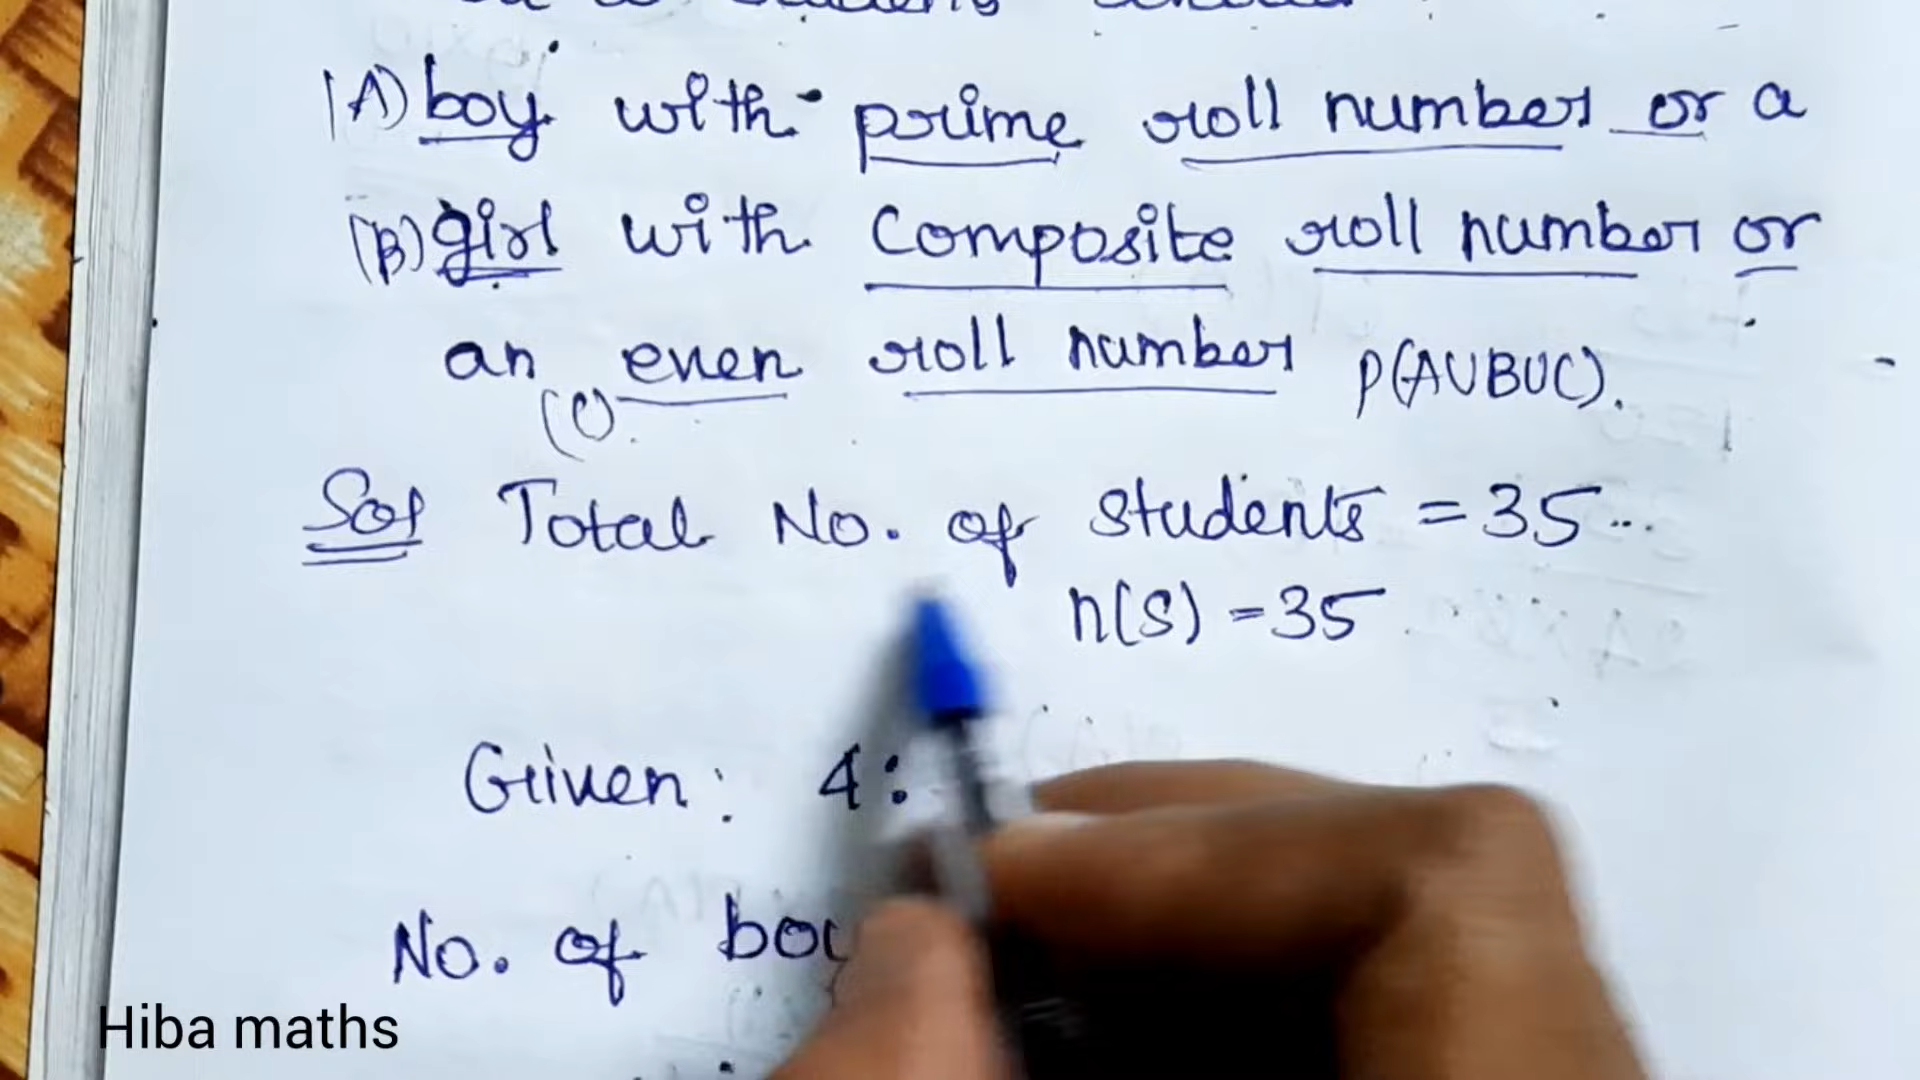 (A) boy with prime roll number or a
(B) girl with composite roll number or
an even roll number P(AUBUC).
(C)
Sol Total No. of students = 35
n(S) = 35
Given: 4:
No. of boy
Hiba maths